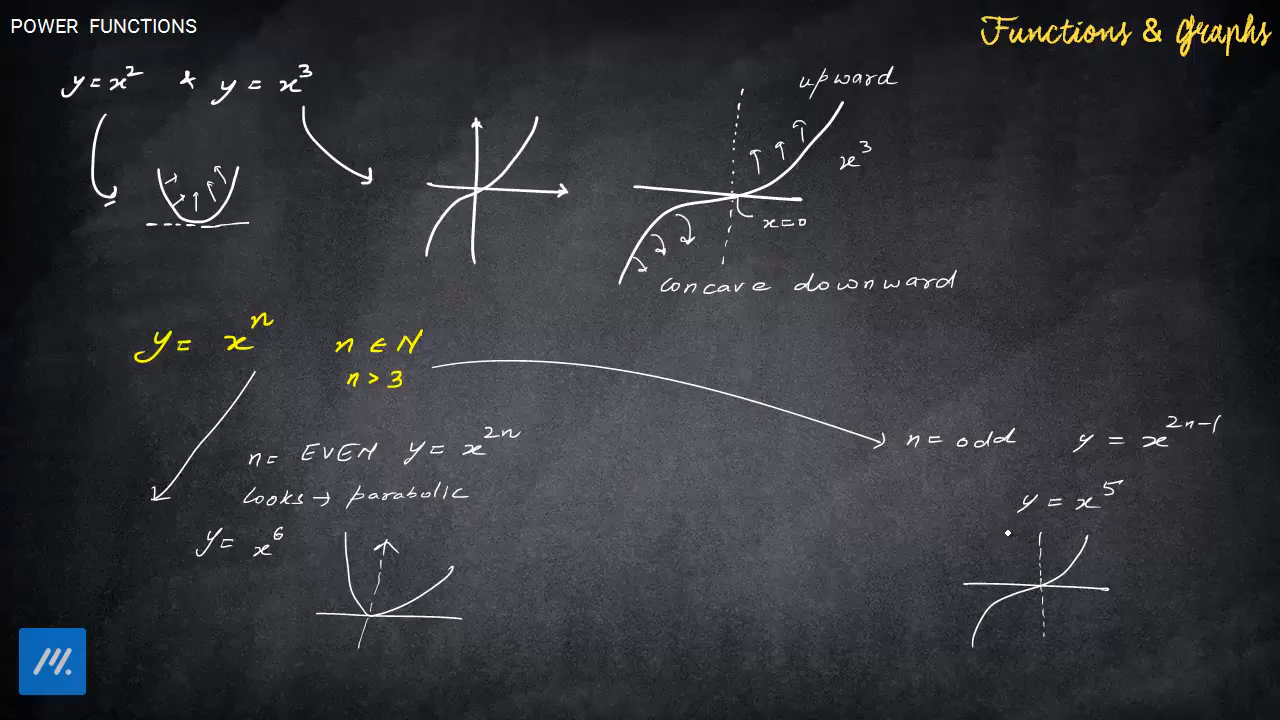 POWER FUNCTIONS
Functions & Graphs
y = x² & y = x³
upward
x³
x=0
concave downward
y = xⁿ n ∈ N
n > 3
n = EVEN y = x²ⁿ
looks → parabolic
y = x⁶
n = odd y = x²ⁿ⁻¹
y = x⁵